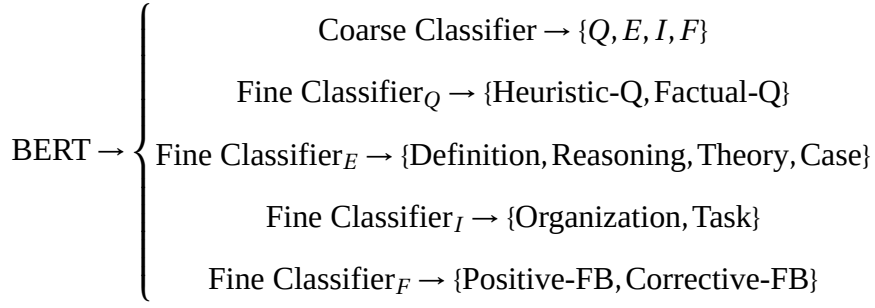 Coarse Classifier → {Q, E, I, F}
Fine Classifier_Q → {Heuristic-Q, Factual-Q}
BERT → { Fine Classifier_E → {Definition, Reasoning, Theory, Case}
Fine Classifier_I → {Organization, Task}
Fine Classifier_F → {Positive-FB, Corrective-FB}